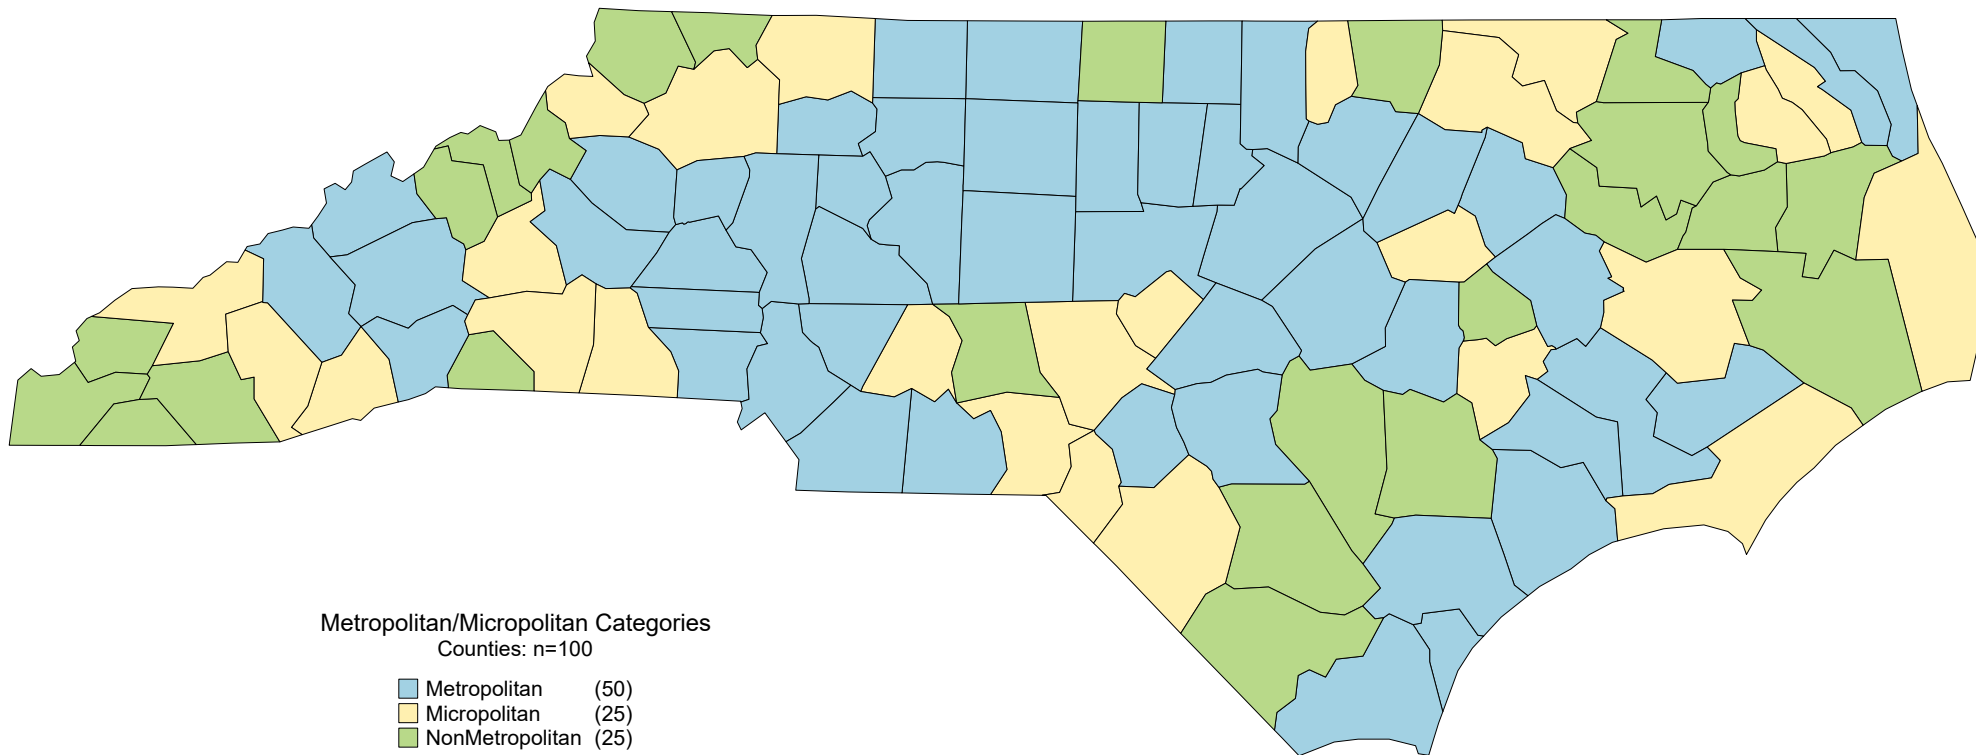 Metropolitan/Micropolitan Categories
Counties: n=100
Metropolitan (50)
Micropolitan (25)
NonMetropolitan (25)